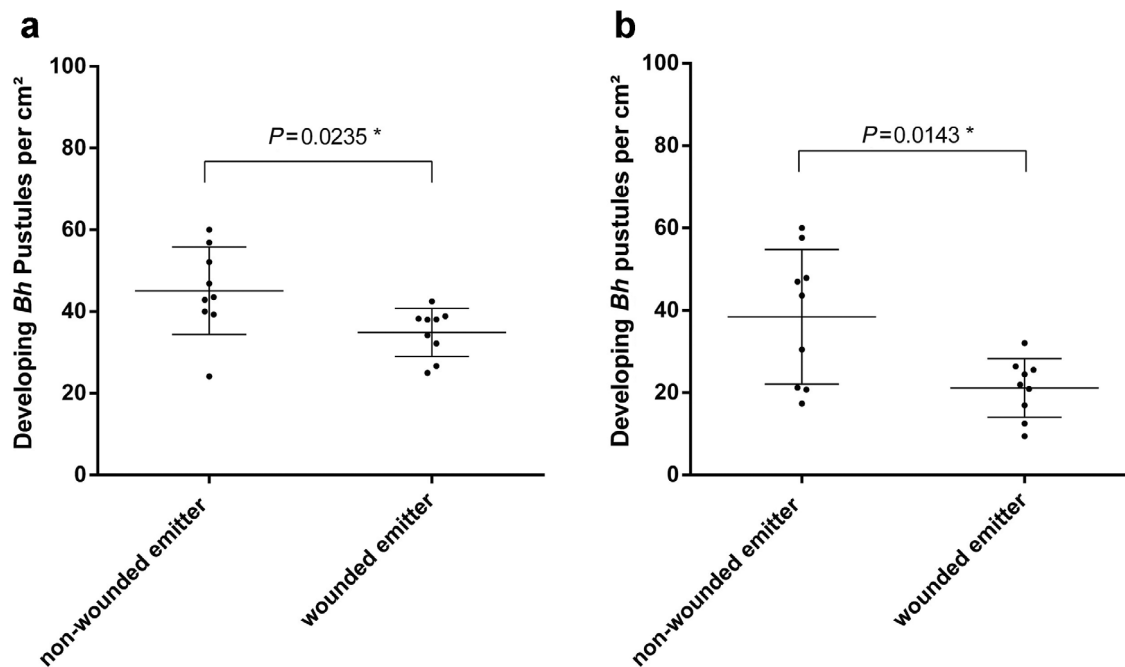 a
Developing Bh Pustules per cm²
100
80
60
40
20
0
P=0.0235 *
non-wounded emitter
wounded emitter
b
Developing Bh pustules per cm²
100
80
60
40
20
0
P=0.0143 *
non-wounded emitter
wounded emitter